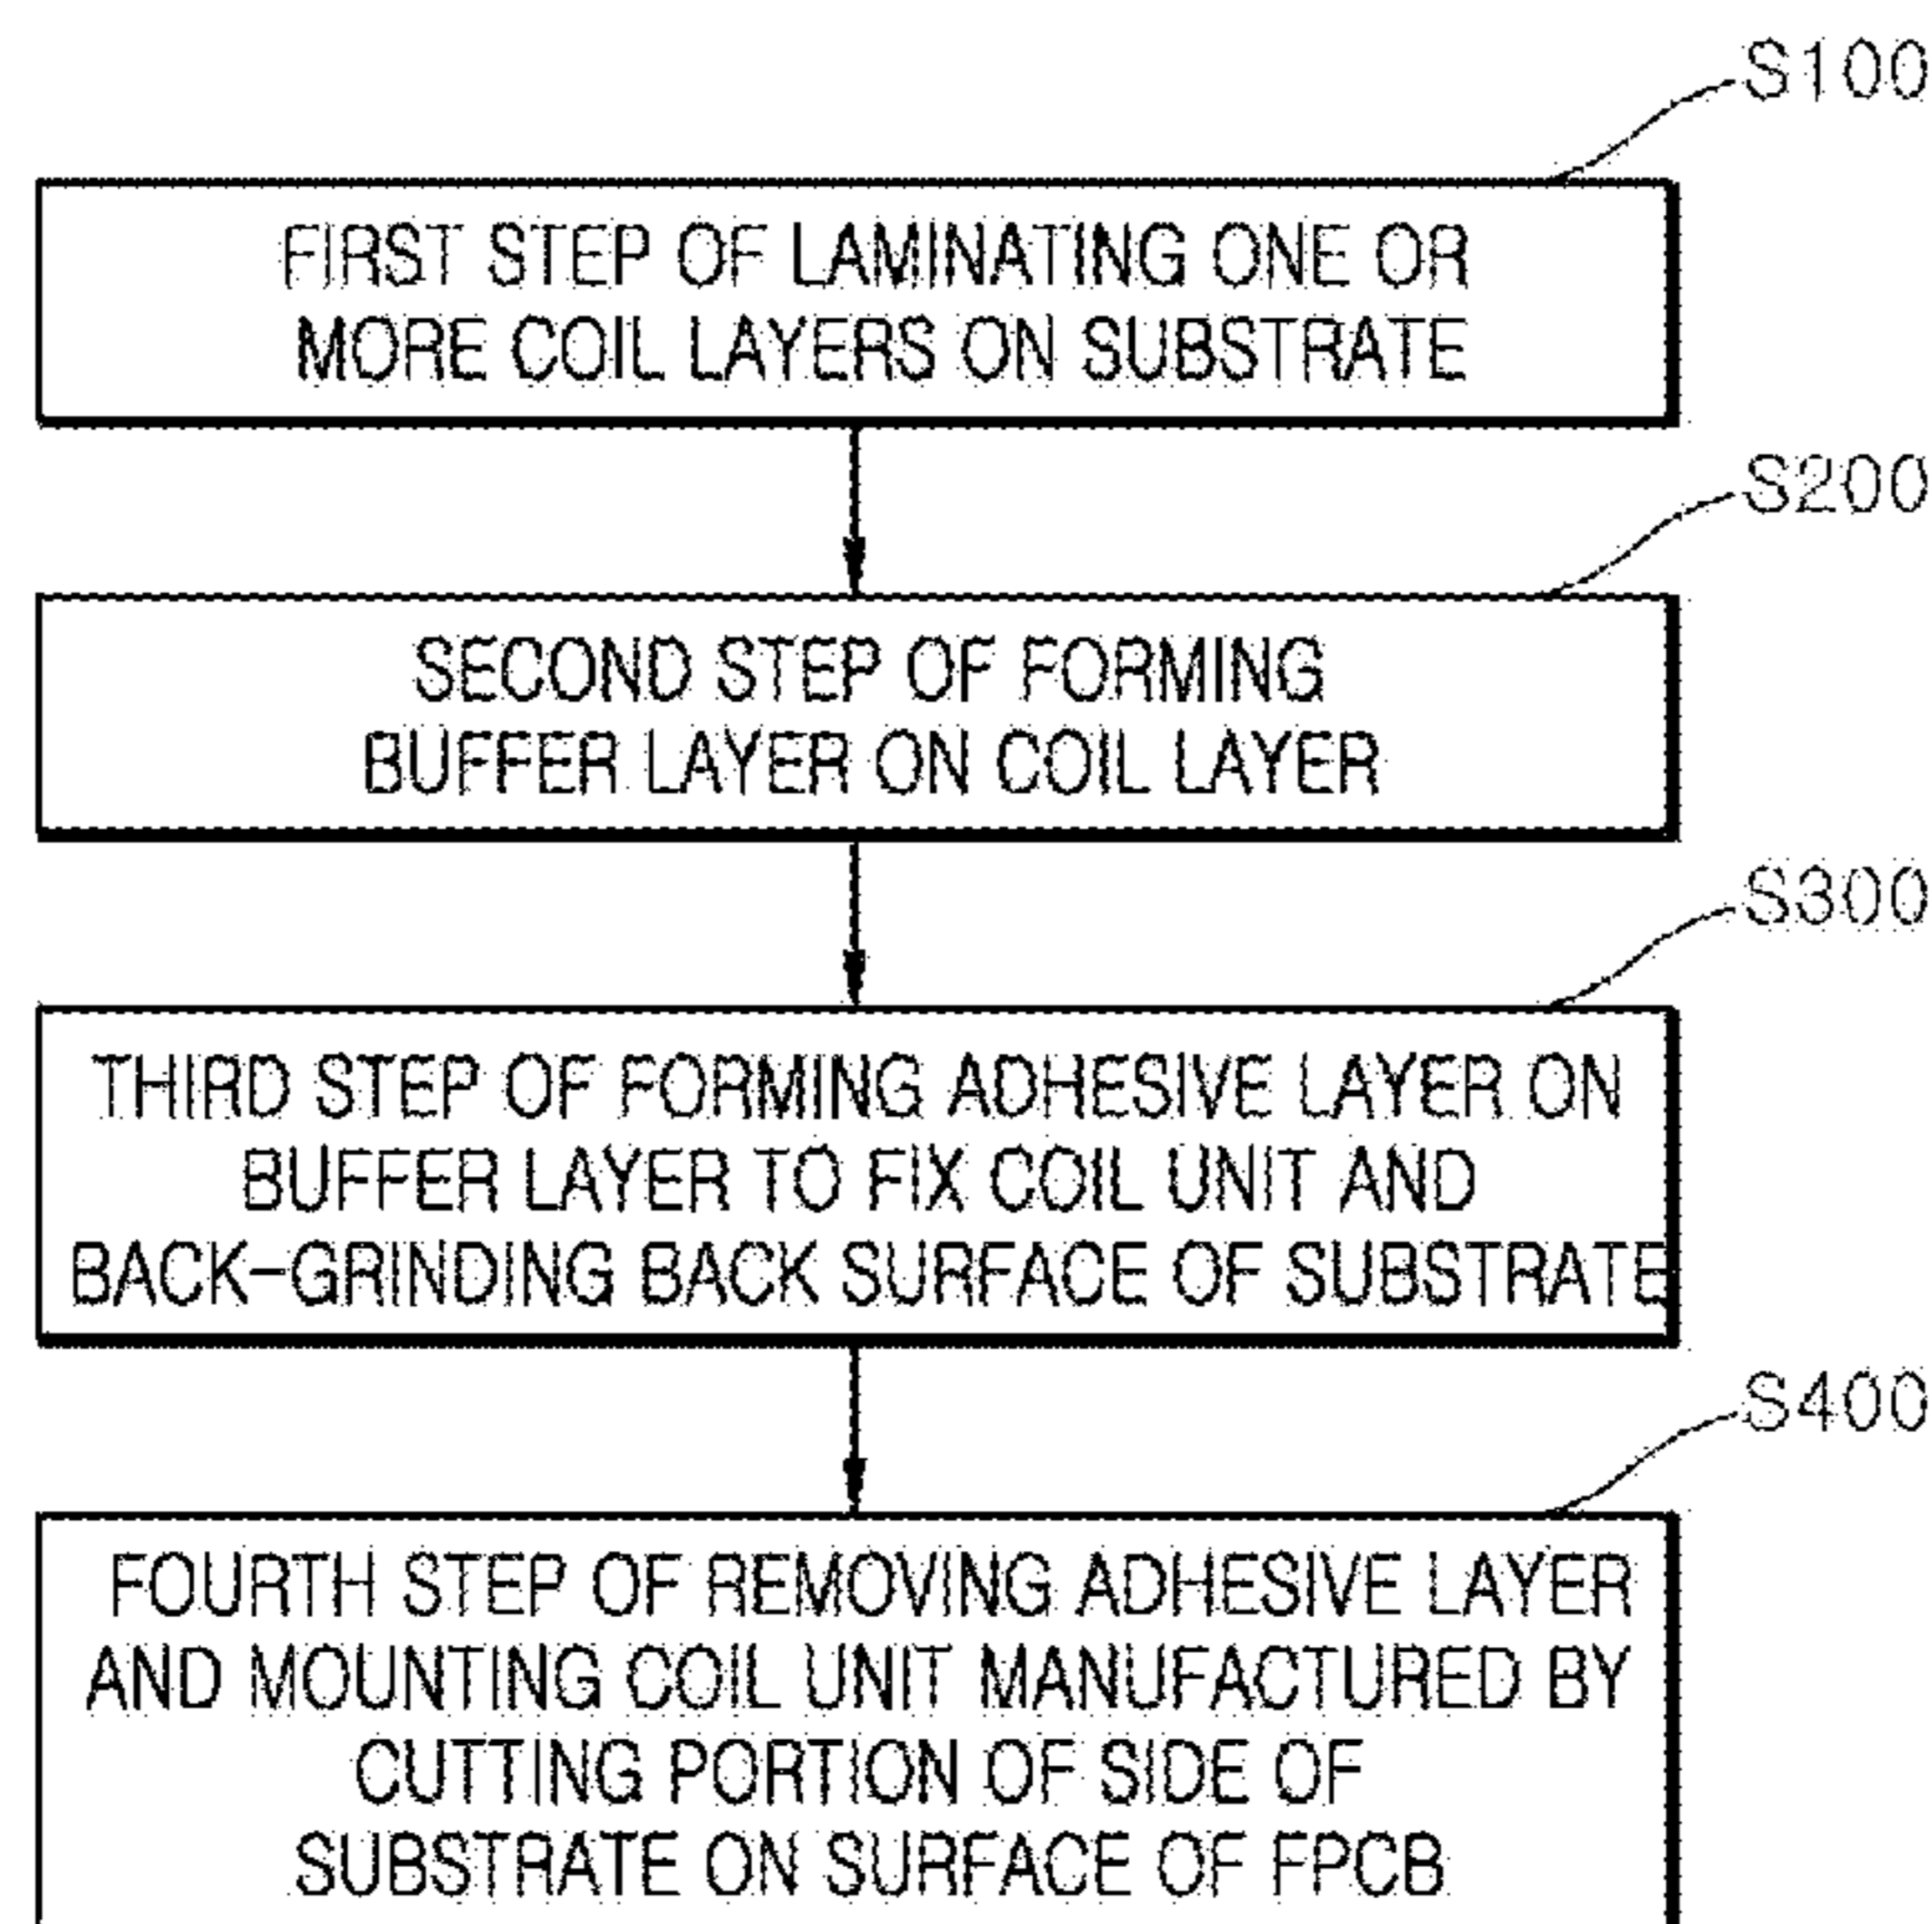 S100
FIRST STEP OF LAMINATING ONE OR
MORE COIL LAYERS ON SUBSTRATE
S200
SECOND STEP OF FORMING
BUFFER LAYER ON COIL LAYER
S300
THIRD STEP OF FORMING ADHESIVE LAYER ON
BUFFER LAYER TO FIX COIL UNIT AND
BACK-GRINDING BACK SURFACE OF SUBSTRATE
S400
FOURTH STEP OF REMOVING ADHESIVE LAYER
AND MOUNTING COIL UNIT MANUFACTURED BY
CUTTING PORTION OF SIDE OF
SUBSTRATE ON SURFACE OF FPCB